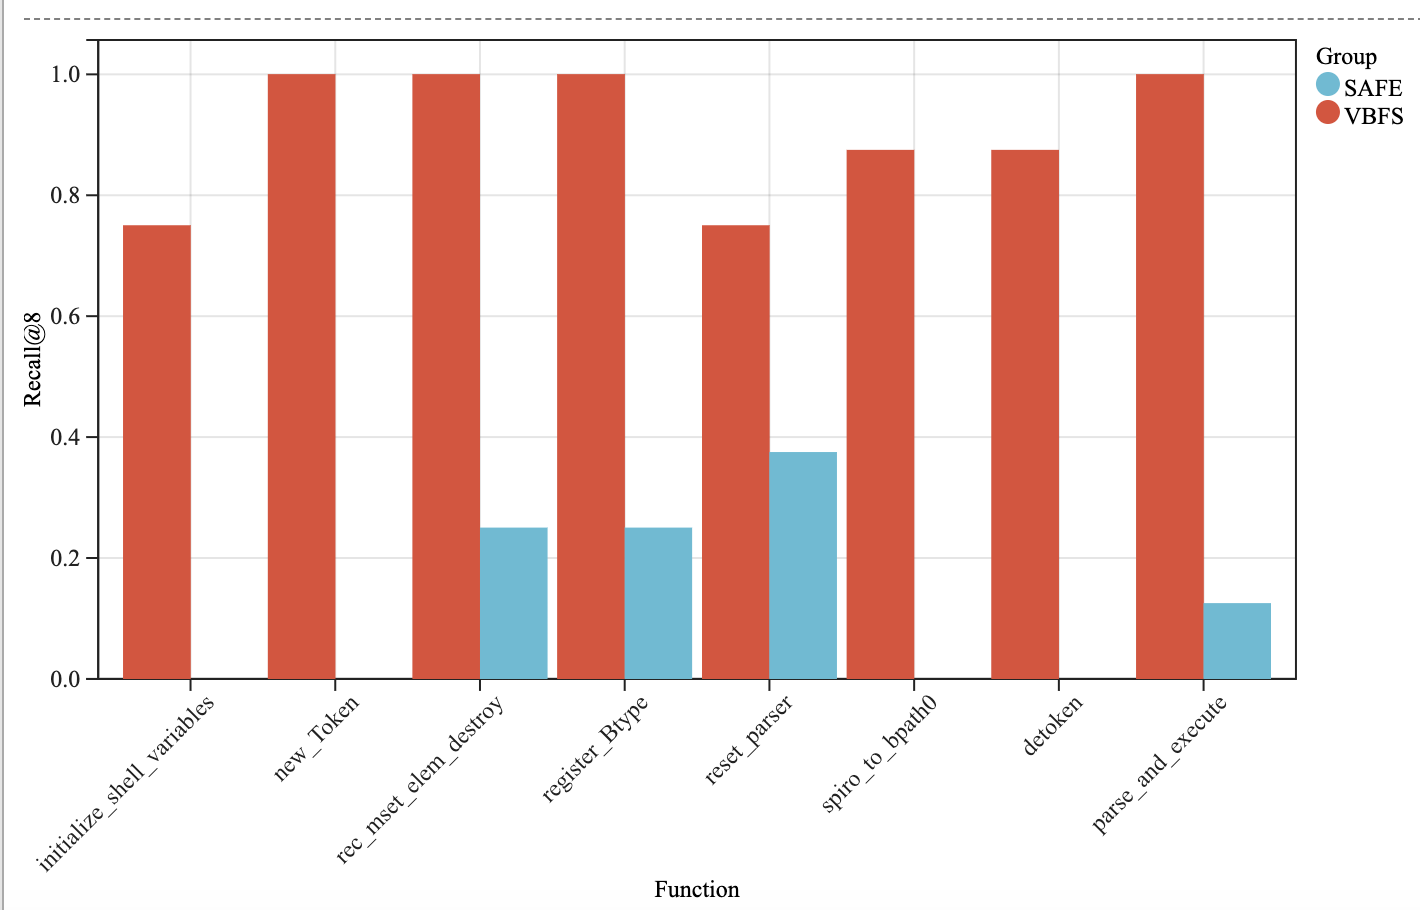 Group
SAFE
VBFS
Recall@8
1.0
0.8
0.6
0.4
0.2
0.0
initialize_shell_variables
new_Token
rec_mset_elem_destroy
register_Btype
reset_parser
spiro_to_bpath0
detoken
parse_and_execute
Function